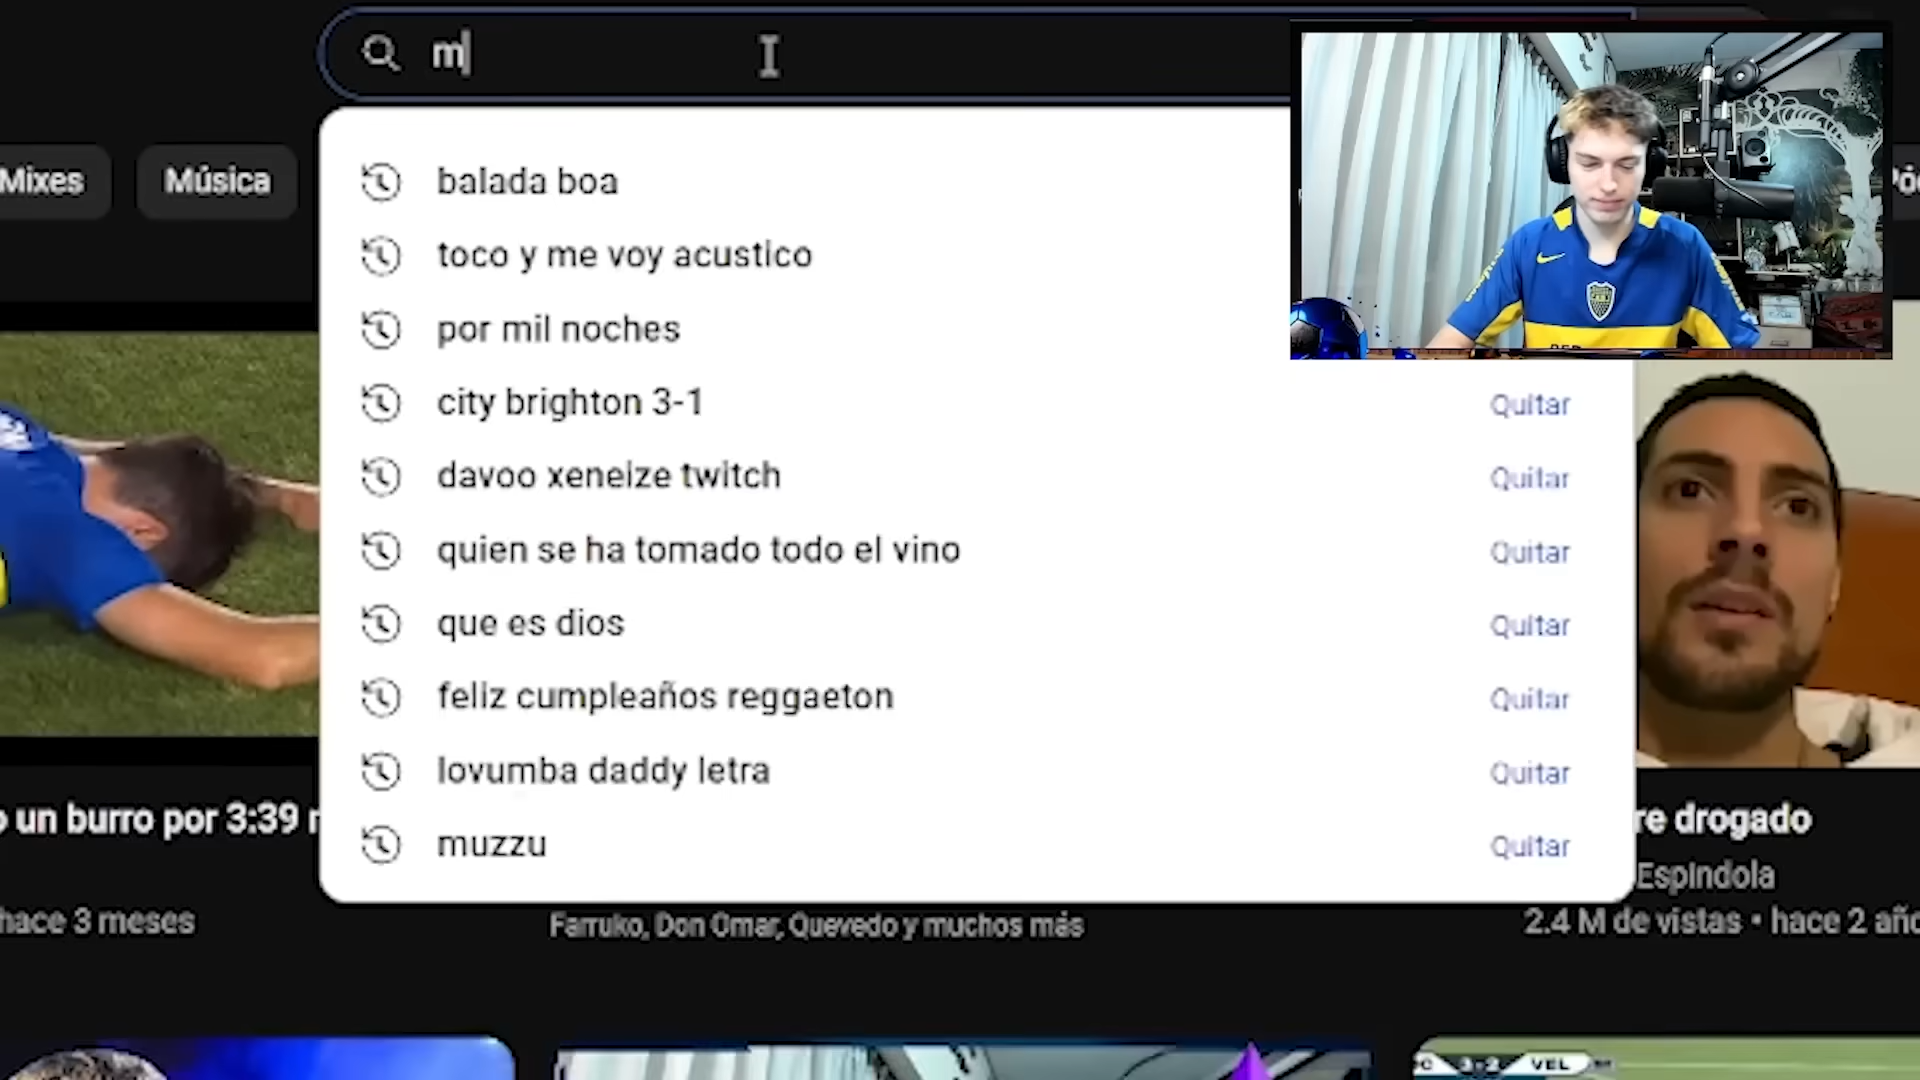 m
Mixes
Música
balada boa
toco y me voy acustico
por mil noches
city brighton 3-1
Quitar
davoo xeneize twitch
Quitar
quien se ha tomado todo el vino
Quitar
que es dios
Quitar
feliz cumpleaños reggaeton
Quitar
lovumba daddy letra
Quitar
muzzu
Quitar
o un burro por 3:39
hace 3 meses
Farruko, Don Omar, Quevedo y muchos más
re drogado
Espindola
2.4 M de vistas • hace 2 año
3-2 VEL